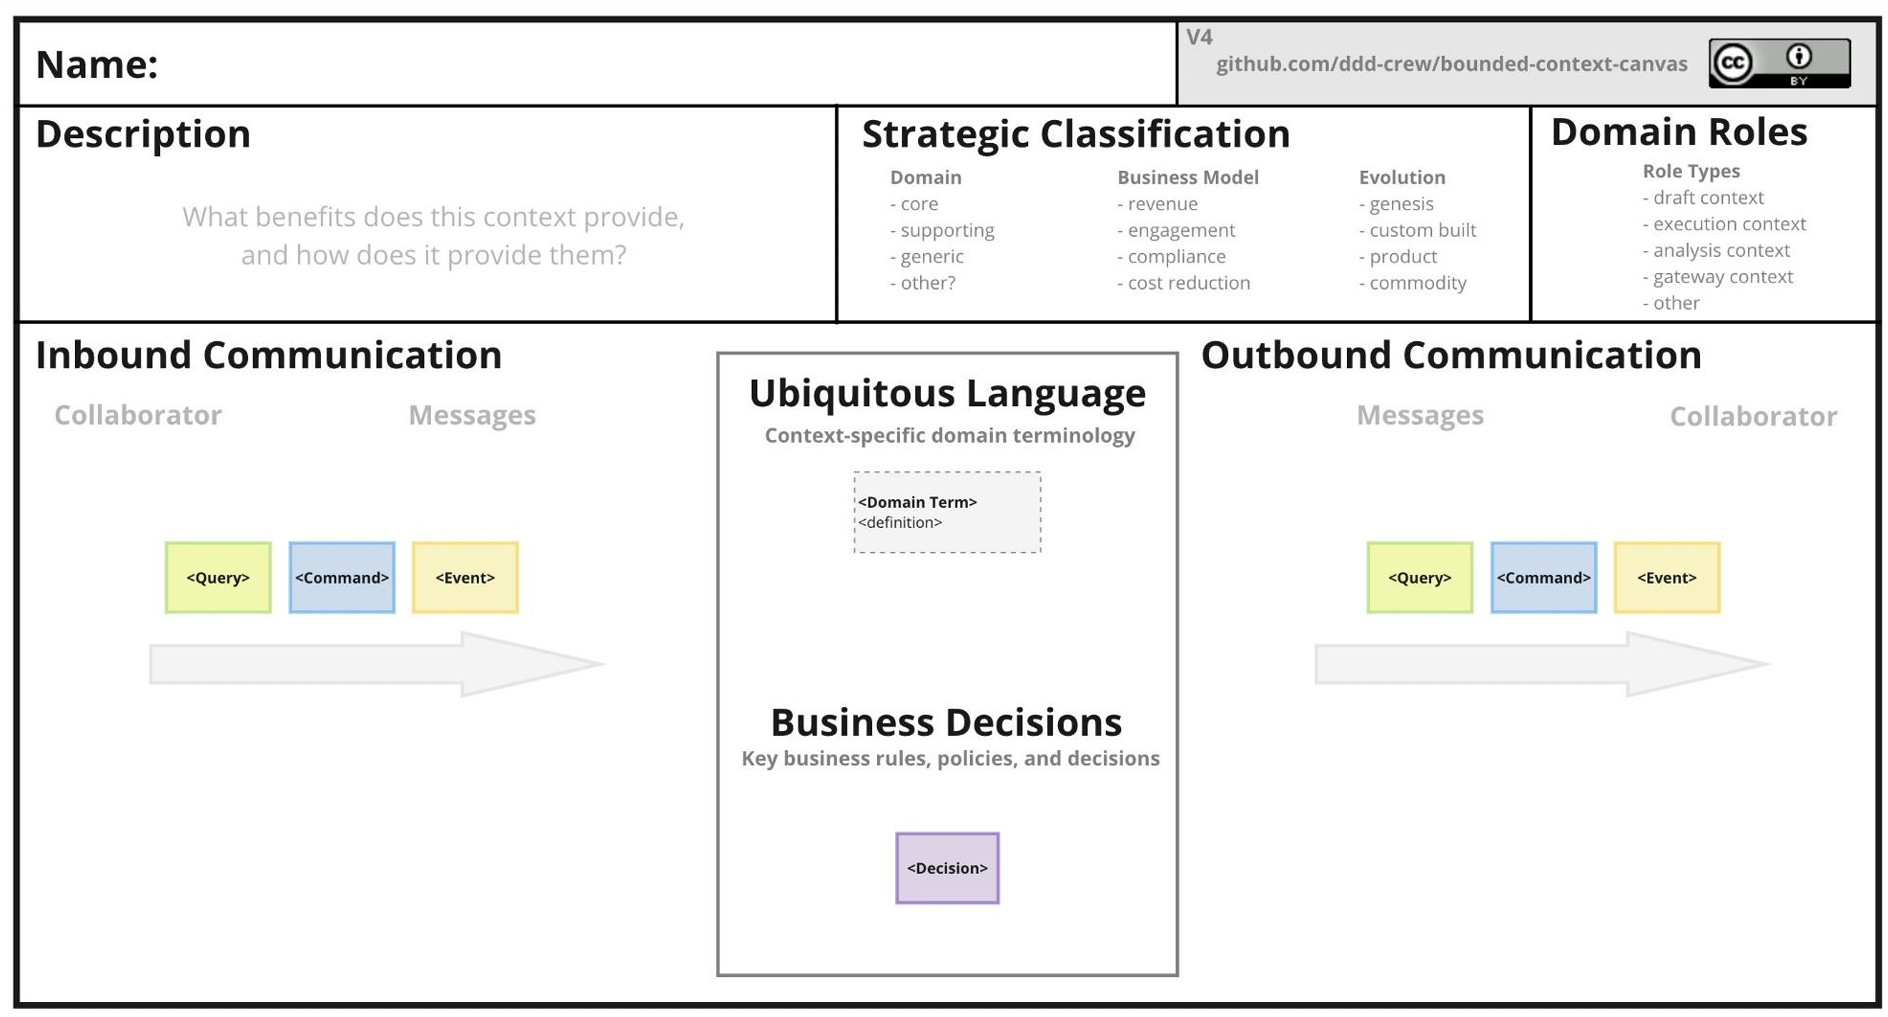 Name:
V4
github.com/ddd-crew/bounded-context-canvas
cc
BY
Description
What benefits does this context provide,
and how does it provide them?
Strategic Classification
Domain
- core
- supporting
- generic
- other?
Business Model
- revenue
- engagement
- compliance
- cost reduction
Evolution
- genesis
- custom built
- product
- commodity
Domain Roles
Role Types
- draft context
- execution context
- analysis context
- gateway context
- other
Inbound Communication
Collaborator
Messages
<Query>
<Command>
<Event>
Ubiquitous Language
Context-specific domain terminology
<Domain Term>
<definition>
Business Decisions
Key business rules, policies, and decisions
<Decision>
Outbound Communication
Messages
Collaborator
<Query>
<Command>
<Event>